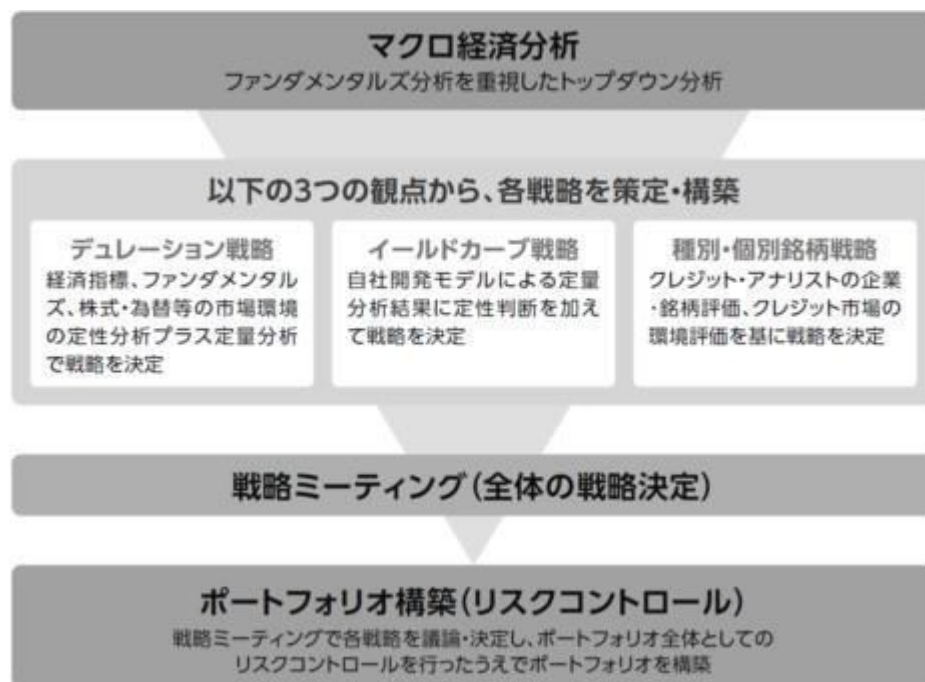 マクロ経済分析
ファンダメンタルズ分析を重視したトップダウン分析
以下の3つの観点から、各戦略を策定・構築
デュレーション戦略
経済指標、ファンダメンタル
ズ、株式・為替等の市場環境
の定性分析プラス定量分析
で戦略を決定
イールドカーブ戦略
自社開発モデルによる定量
分析結果に定性判断を加え
て戦略を決定
種別・個別銘柄戦略
クレジット・アナリストの企業
・銘柄評価、クレジット市場の
環境評価を基に戦略を決定
戦略ミーティング(全体の戦略決定)
ポートフォリオ構築(リスクコントロール)
戦略ミーティングで各戦略を議論・決定し、ポートフォリオ全体としての
リスクコントロールを行ったうえでポートフォリオを構築